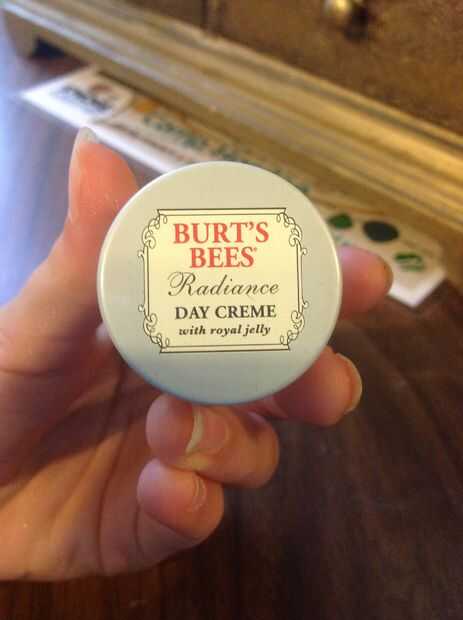 BURT'S
BEES®
Radiance
DAY CREME
with royal jelly